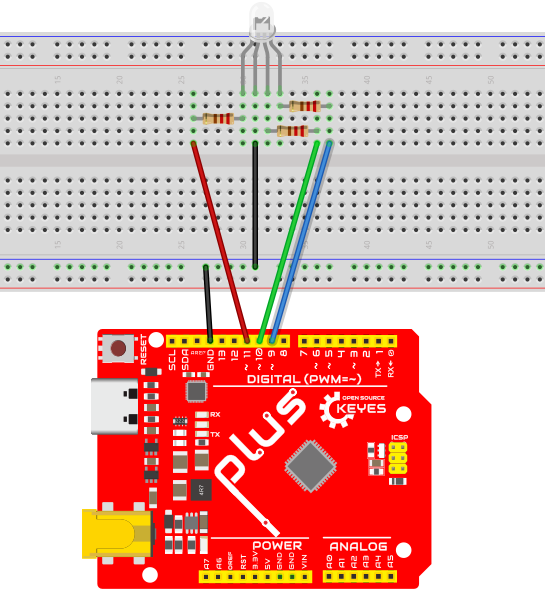 15 20 25 30 35 40 45 50
15 20 25 30 35 40 45 50
RESET
SCL SDA AREF GND 13 12 ~11 ~10 ~9 8 7 ~6 ~5 4 ~3 2 TX→1 RX←0
DIGITAL (PWM=~)
OPEN SOURCE
KEYES
RX
TX
plus
ICSP
4R7
POWER
ANALOG
A7 A6 OREF RST 3.3V 5V GND GND VIN A0 A1 A2 A3 A4 A5